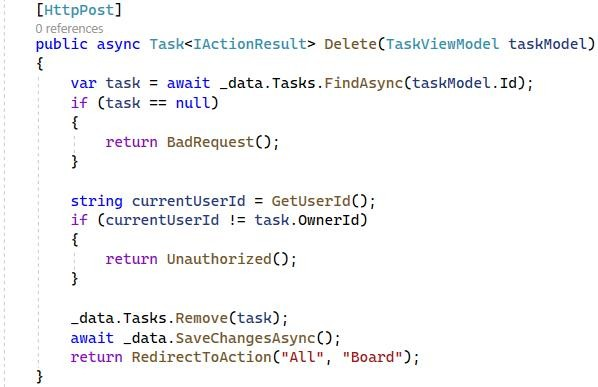 [HttpPost]
0 references
public async Task<IActionResult> Delete(TaskViewModel taskModel)
{
    var task = await _data.Tasks.FindAsync(taskModel.Id);
    if (task == null)
    {
        return BadRequest();
    }

    string currentUserId = GetUserId();
    if (currentUserId != task.OwnerId)
    {
        return Unauthorized();
    }

    _data.Tasks.Remove(task);
    await _data.SaveChangesAsync();
    return RedirectToAction("All", "Board");
}